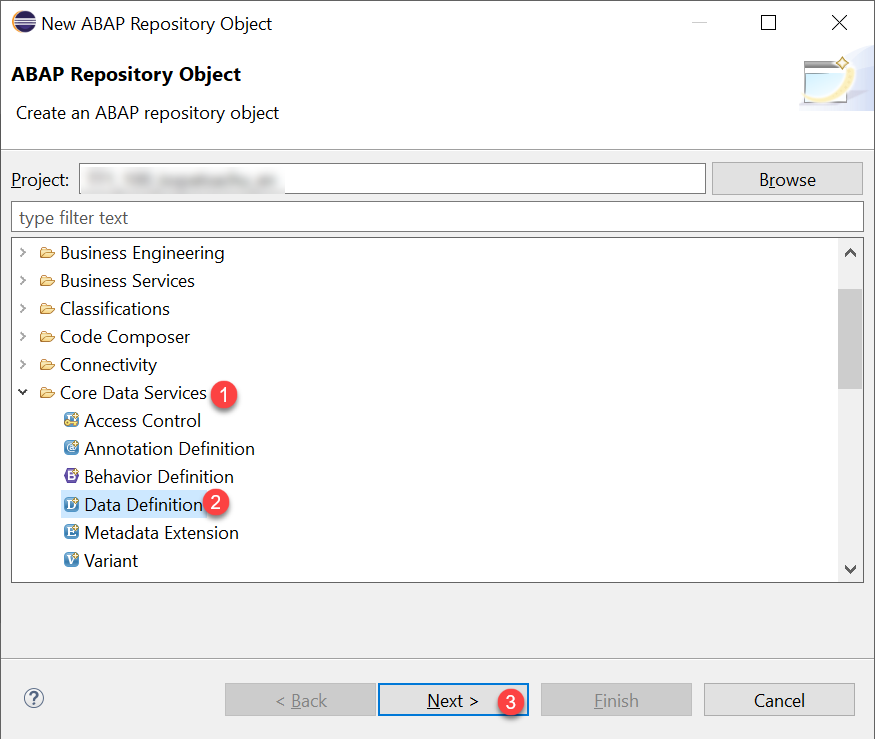 New ABAP Repository Object
ABAP Repository Object
Create an ABAP repository object
Project:
Browse
type filter text
Business Engineering
Business Services
Classifications
Code Composer
Connectivity
Core Data Services 1
Access Control
Annotation Definition
Behavior Definition
Data Definition 2
Metadata Extension
Variant
< Back
Next > 3
Finish
Cancel